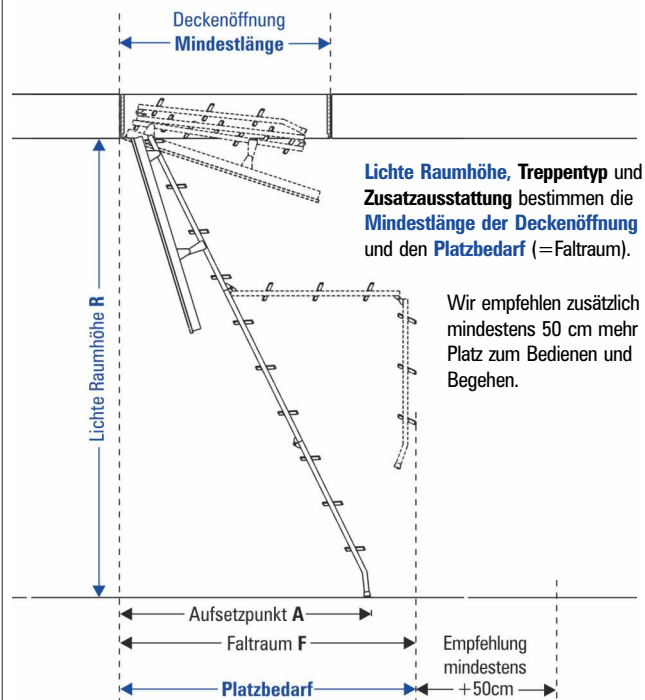 Deckenöffnung
Mindestlänge
Lichte Raumhöhe, Treppentyp und
Zusatzausstattung bestimmen die
Mindestlänge der Deckenöffnung
und den Platzbedarf (=Faltraum).
Wir empfehlen zusätzlich
mindestens 50 cm mehr
Platz zum Bedienen und
Begehen.
Lichte Raumhöhe R
Aufsetzpunkt A
Faltraum F
Empfehlung
mindestens
+50cm
Platzbedarf